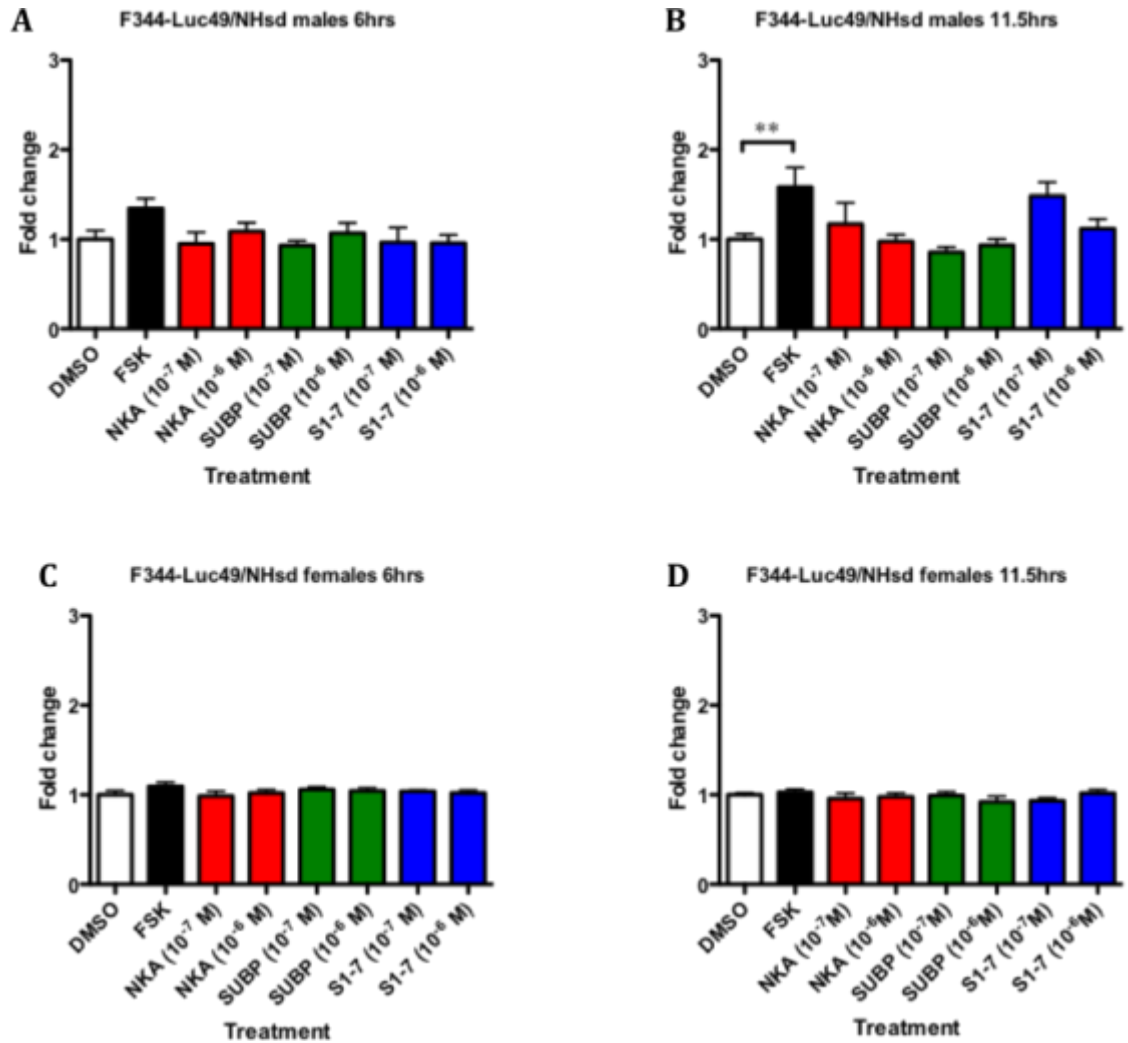 A
F344-Luc49/NHsd males 6hrs
Fold change
3
2
1
0
DMSO
FSK
NKA (10⁻⁷ M)
NKA (10⁻⁶ M)
SUBP (10⁻⁷ M)
SUBP (10⁻⁶ M)
S1-7 (10⁻⁷ M)
S1-7 (10⁻⁶ M)
Treatment
B
F344-Luc49/NHsd males 11.5hrs
Fold change
3
2
1
0
**
DMSO
FSK
NKA (10⁻⁷ M)
NKA (10⁻⁶ M)
SUBP (10⁻⁷ M)
SUBP (10⁻⁶ M)
S1-7 (10⁻⁷ M)
S1-7 (10⁻⁶ M)
Treatment
C
F344-Luc49/NHsd females 6hrs
Fold change
3
2
1
0
DMSO
FSK
NKA (10⁻⁷ M)
NKA (10⁻⁶ M)
SUBP (10⁻⁷ M)
SUBP (10⁻⁶ M)
S1-7 (10⁻⁷ M)
S1-7 (10⁻⁶ M)
Treatment
D
F344-Luc49/NHsd females 11.5hrs
Fold change
3
2
1
0
DMSO
FSK
NKA (10⁻⁷M)
NKA (10⁻⁶M)
SUBP (10⁻⁷M)
SUBP (10⁻⁶M)
S1-7 (10⁻⁷M)
S1-7 (10⁻⁶M)
Treatment